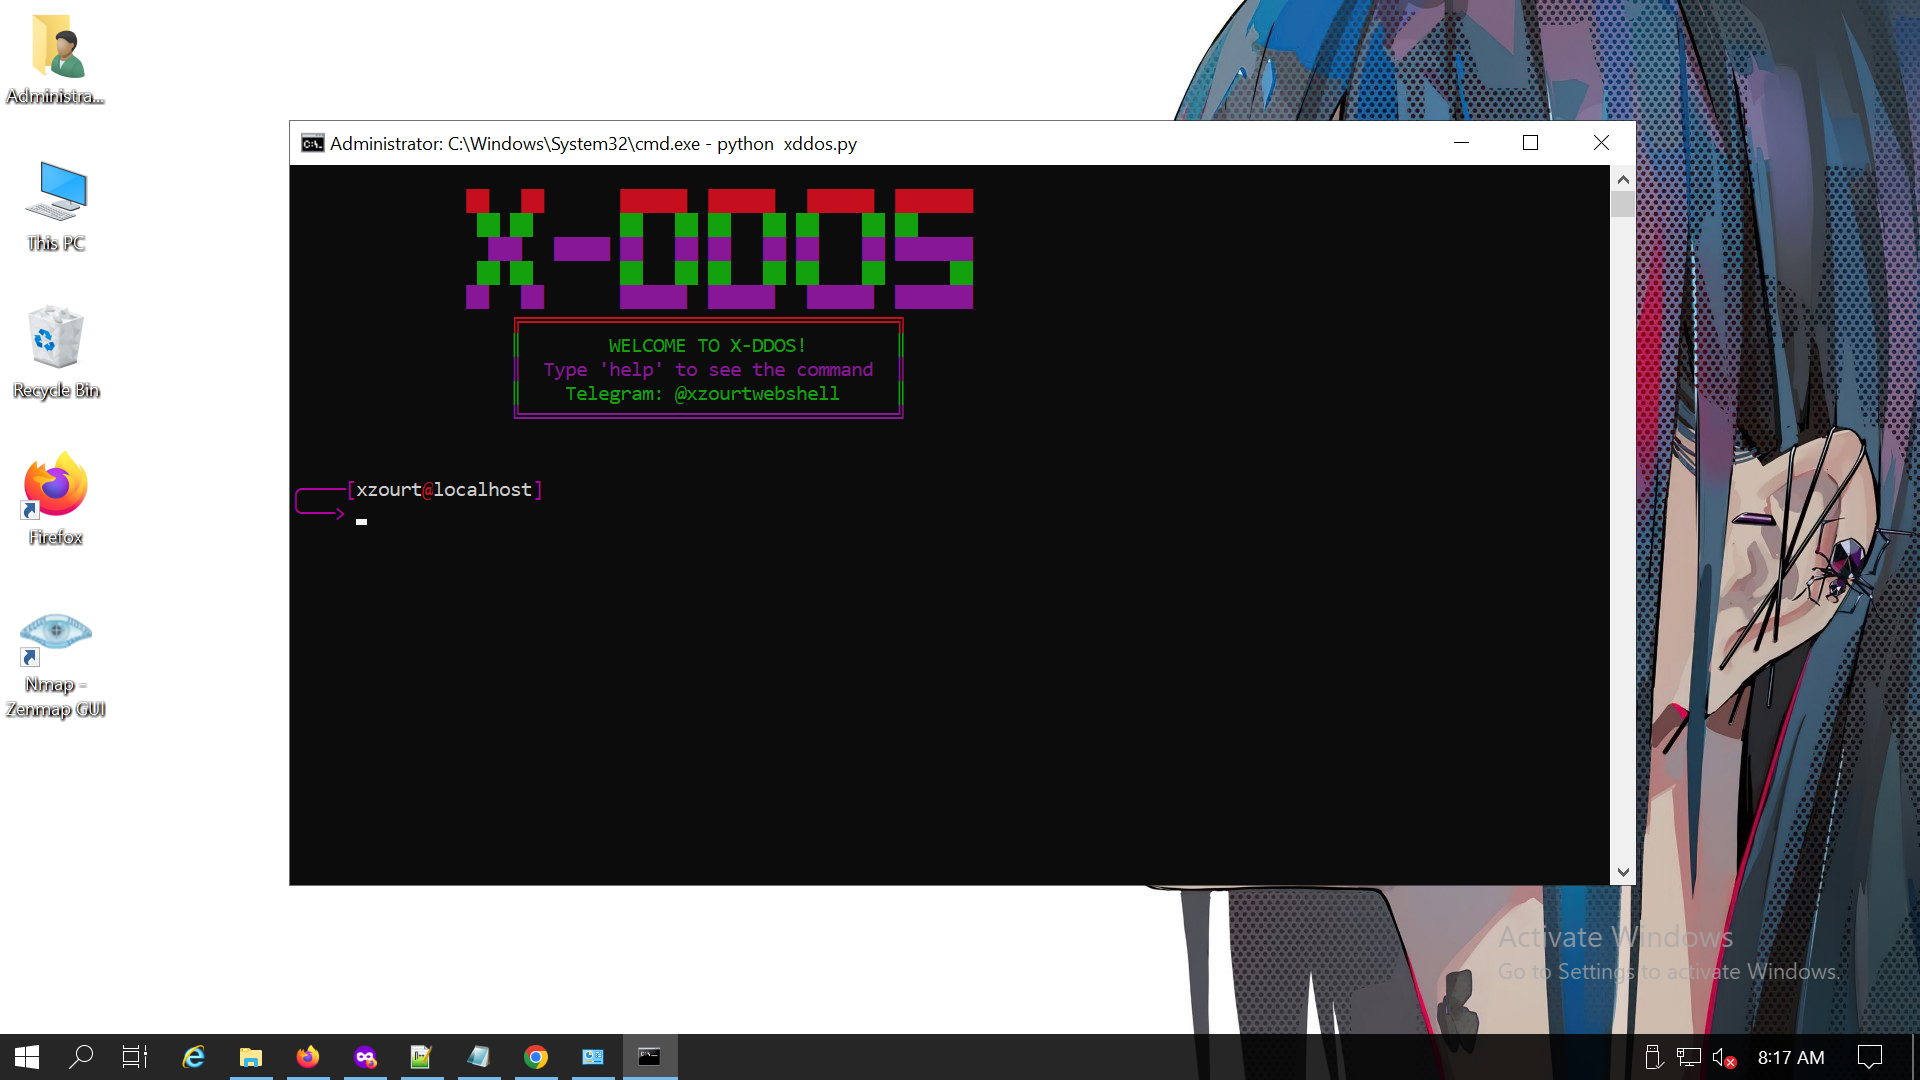 Administra...
This PC
Recycle Bin
Firefox
Nmap -
Zenmap GUI
Administrator: C:\Windows\System32\cmd.exe - python  xddos.py
X-DDOS
WELCOME TO X-DDOS!
Type 'help' to see the command
Telegram: @xzourtwebshell
[xzourt@localhost]
>
Activate Windows
Go to Settings to activate Windows.
8:17 AM